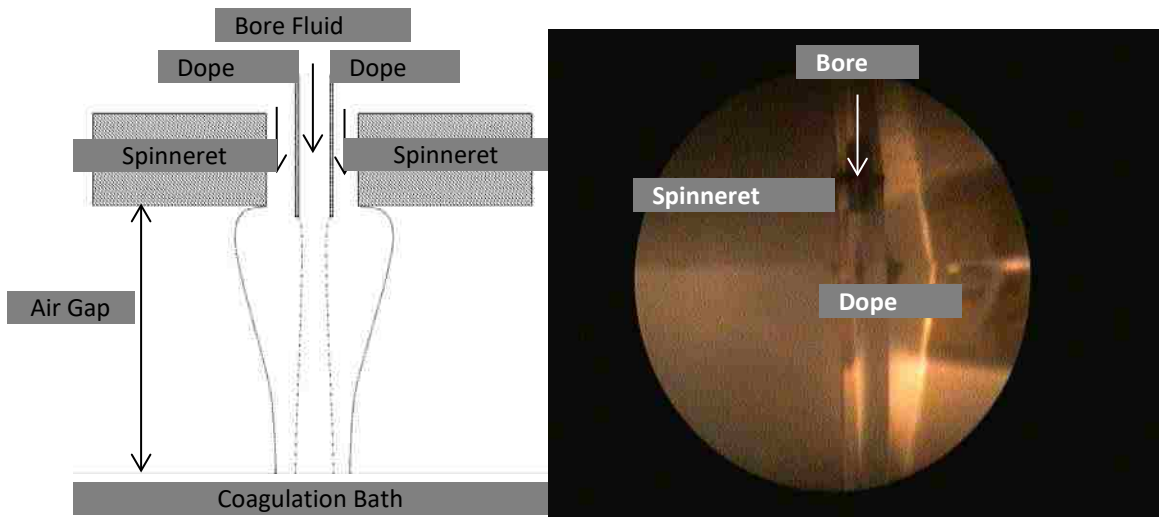 Bore Fluid
Dope
Dope
Spinneret
Spinneret
Air Gap
Coagulation Bath
Bore
Spinneret
Dope